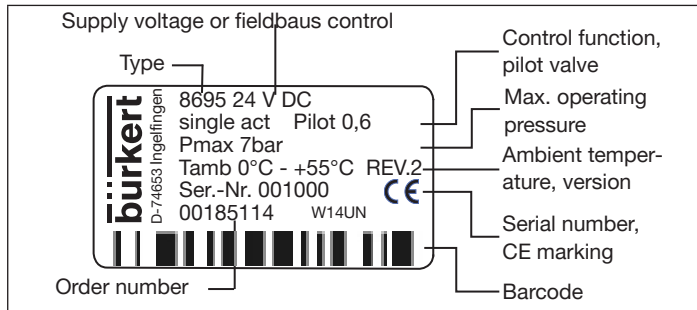 Supply voltage or fieldbaus control
Type
bürkert
D-74653 Ingelfingen
8695 24 V DC
single act Pilot 0,6
Pmax 7bar
Tamb 0°C - +55°C REV.2
Ser.-Nr. 001000 CE
00185114 W14UN
Control function,
pilot valve
Max. operating
pressure
Ambient temper-
ature, version
Serial number,
CE marking
Order number
Barcode